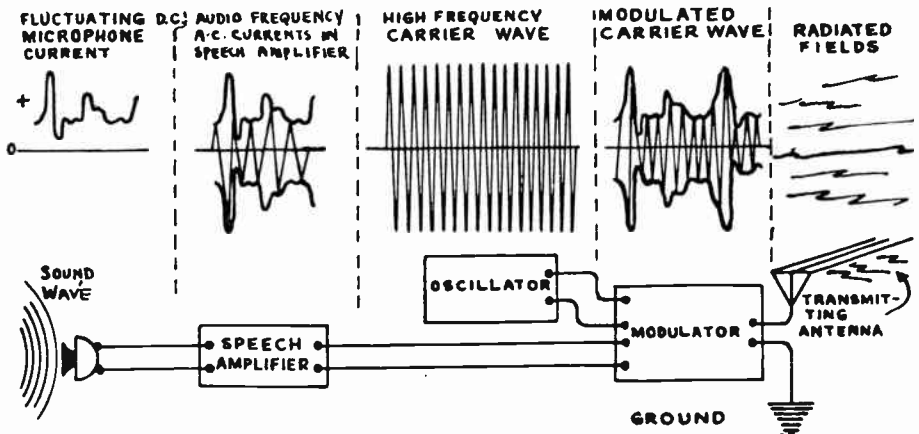 FLUCTUATING D.C.
MICROPHONE
CURRENT
AUDIO FREQUENCY
A-C. CURRENTS IN
SPEECH AMPLIFIER
HIGH FREQUENCY
CARRIER WAVE
MODULATED
CARRIER WAVE
RADIATED
FIELDS
+
0
SOUND
WAVE
SPEECH
AMPLIFIER
OSCILLATOR
MODULATOR
TRANSMIT-
TING
ANTENNA
GROUND